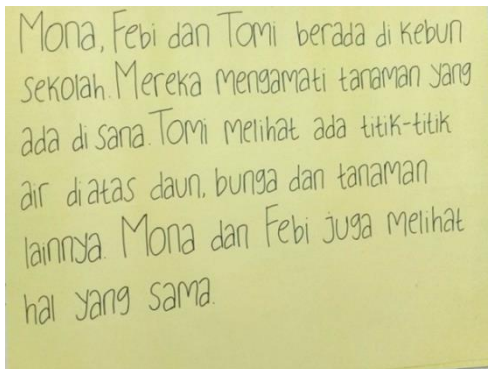 Mona, Febi dan Tomi berada di kebun
sekolah. Mereka mengamati tanaman yang
ada di sana. Tomi melihat ada titik-titik
air diatas daun, bunga dan tanaman
lainnya. Mona dan Febi juga melihat
hal yang sama.